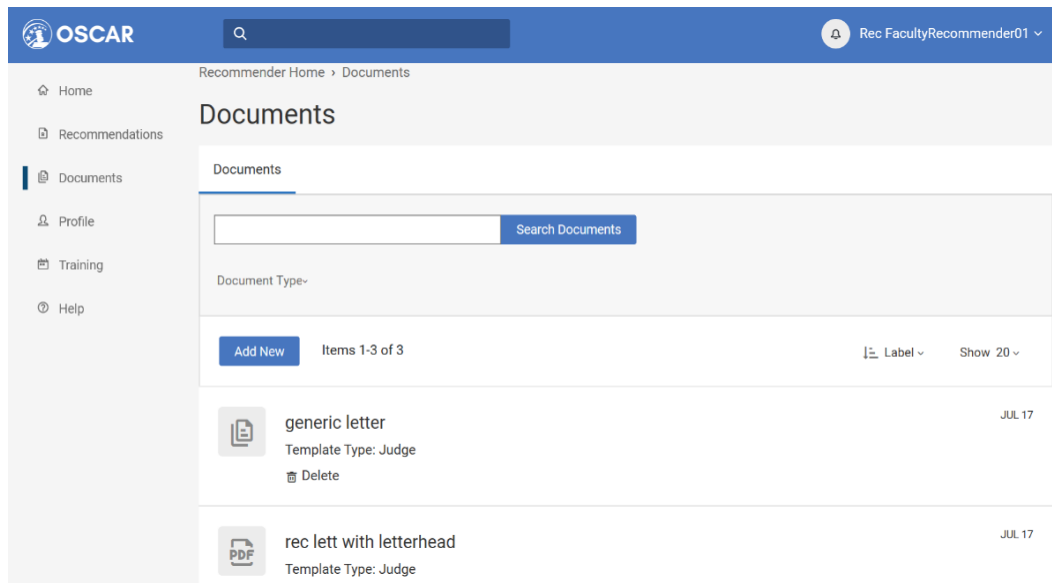 OSCAR
Rec FacultyRecommender01
Home
Recommendations
Documents
Profile
Training
Help
Recommender Home › Documents
Documents
Documents
Search Documents
Document Type
Add New
Items 1-3 of 3
Label
Show 20
generic letter
JUL 17
Template Type: Judge
Delete
PDF
rec lett with letterhead
JUL 17
Template Type: Judge